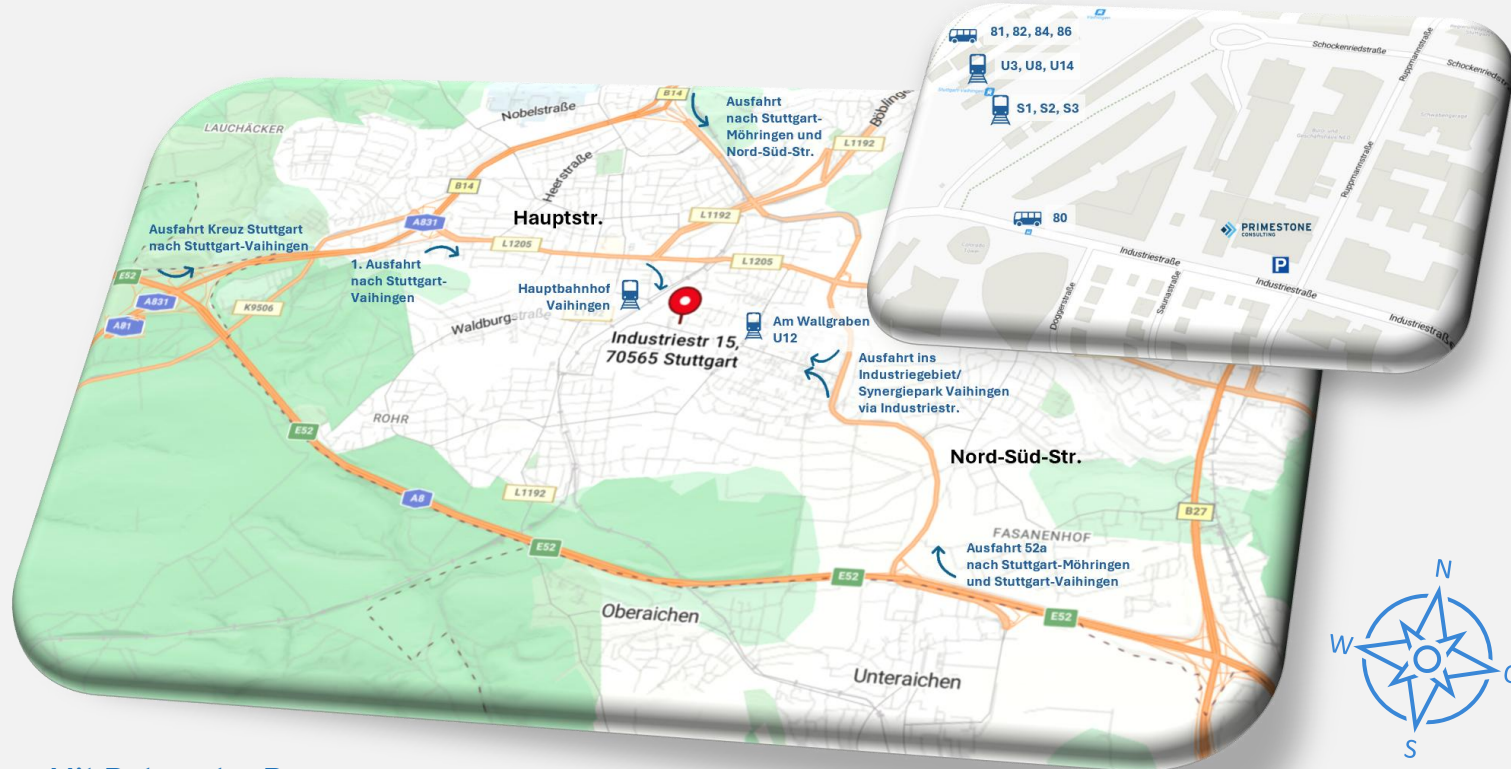 LAUCHÄCKER
Nobelstraße
B14
Ausfahrt
nach Stuttgart-
Möhringen und
Nord-Süd-Str.
L1192
Heerstraße
B14
A831
Hauptstr.
L1192
L1205
L1205
Ausfahrt Kreuz Stuttgart
nach Stuttgart-Vaihingen
E52
A831
A81
K9506
1. Ausfahrt
nach Stuttgart-
Vaihingen
Hauptbahnhof
Vaihingen
Waldburgstraße
Industriestr 15,
70565 Stuttgart
Am Wallgraben
U12
Ausfahrt ins
Industriegebiet/
Synergiepark Vaihingen
via Industriestr.
ROHR
E52
A8
L1192
E52
Nord-Süd-Str.
B27
FASANENHOF
Ausfahrt 52a
nach Stuttgart-Möhringen
und Stuttgart-Vaihingen
E52
E52
Oberaichen
Unteraichen
81, 82, 84, 86
U3, U8, U14
S1, S2, S3
80
Schockenriedstraße
Ruppmannstraße
Ruppmannstraße
PRIMESTONE
CONSULTING
P
Industriestraße
Industriestraße
Industriestraße
Doggerstraße
Saunastraße
N
W
S